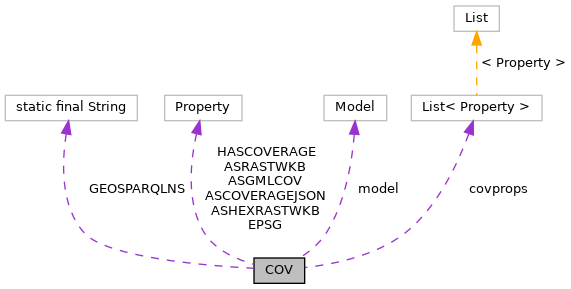 List
< Property >
static final String
Property
Model
List< Property >
GEOSPARQLNS
HASCOVERAGE
ASRASTWKB
ASGMLCOV
ASCOVERAGEJSON
ASHEXRASTWKB
EPSG
model
covprops
COV